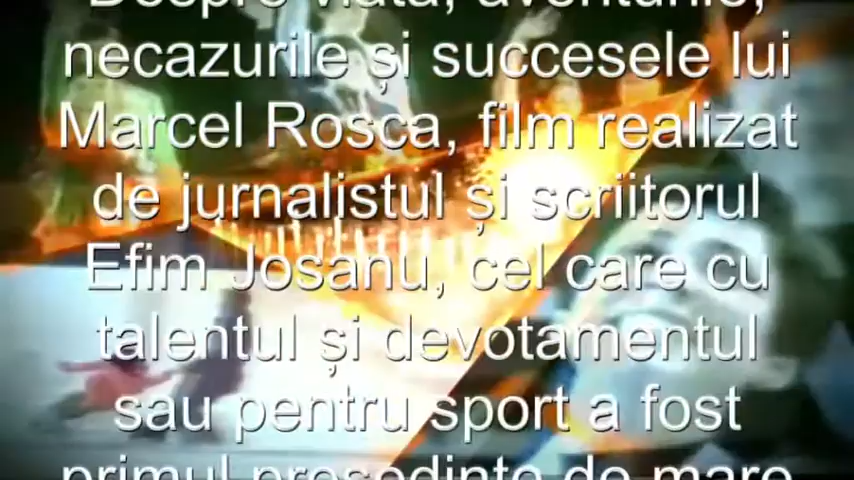 Despre viata, aventurile,
necazurile și succesele lui
Marcel Rosca, film realizat
de jurnalistul și scriitorul
Efim Josanu, cel care cu
talentul și devotamentul
sau pentru sport a fost
primul presedinte de mare